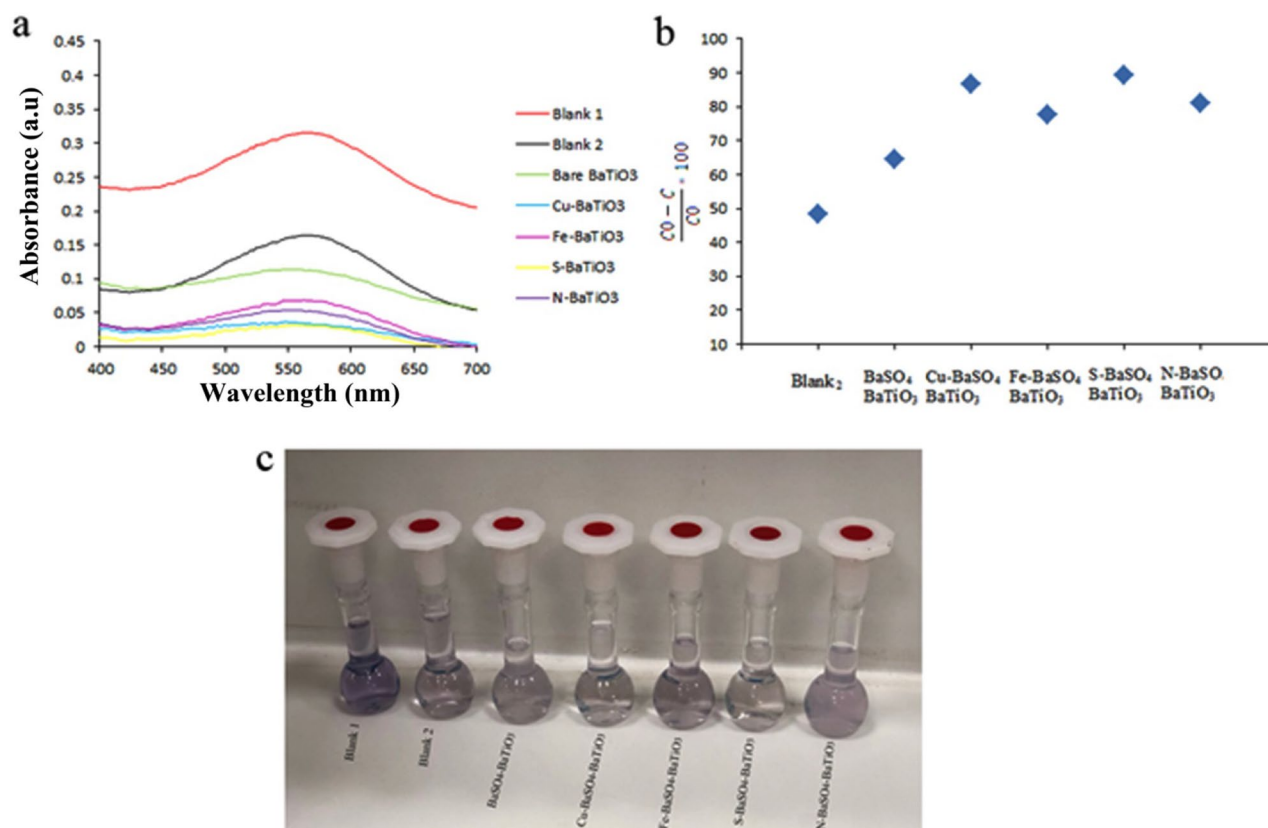 a
Absorbance (a.u)
0.45
0.4
0.35
0.3
0.25
0.2
0.15
0.1
0.05
0
400
450
500
550
600
650
700
Wavelength (nm)
Blank 1
Blank 2
Bare BaTiO3
Cu-BaTiO3
Fe-BaTiO3
S-BaTiO3
N-BaTiO3
b
100
90
80
70
60
50
40
30
20
10
CO − C
CO
* 100
Blank₂
BaSO₄
BaTiO₃
Cu-BaSO₄
BaTiO₃
Fe-BaSO₄
BaTiO₃
S-BaSO₄
BaTiO₃
N-BaSO
BaTiO₃
c
Blank 1
Blank 2
BaSO4-BaTiO3
Cu-BaSO4-BaTiO3
Fe-BaSO4-BaTiO3
S-BaSO4-BaTiO3
N-BaSO4-BaTiO3